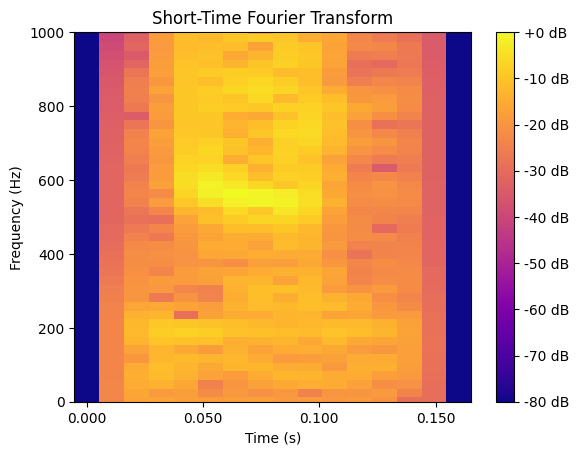 Short-Time Fourier Transform
1000
800
600
400
200
0
Frequency (Hz)
0.000
0.050
0.100
0.150
Time (s)
+0 dB
-10 dB
-20 dB
-30 dB
-40 dB
-50 dB
-60 dB
-70 dB
-80 dB